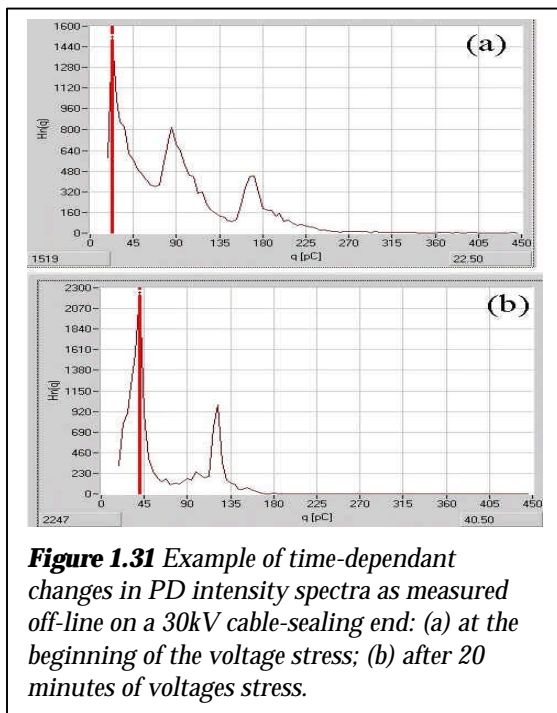 (a)
1600
1440
1280
1120
960
800
640
480
320
160
0
Hn(q)
0 45 90 135 180 225 270 315 360 405 450
1519 q [pC] 22.50
(b)
2300
2070
1840
1610
1380
1150
920
690
460
230
0
Hn(q)
0 45 90 135 180 225 270 315 360 405 450
2247 q [pC] 40.50
Figure 1.31 Example of time-dependant
changes in PD intensity spectra as measured
off-line on a 30kV cable-sealing end: (a) at the
beginning of the voltage stress; (b) after 20
minutes of voltages stress.